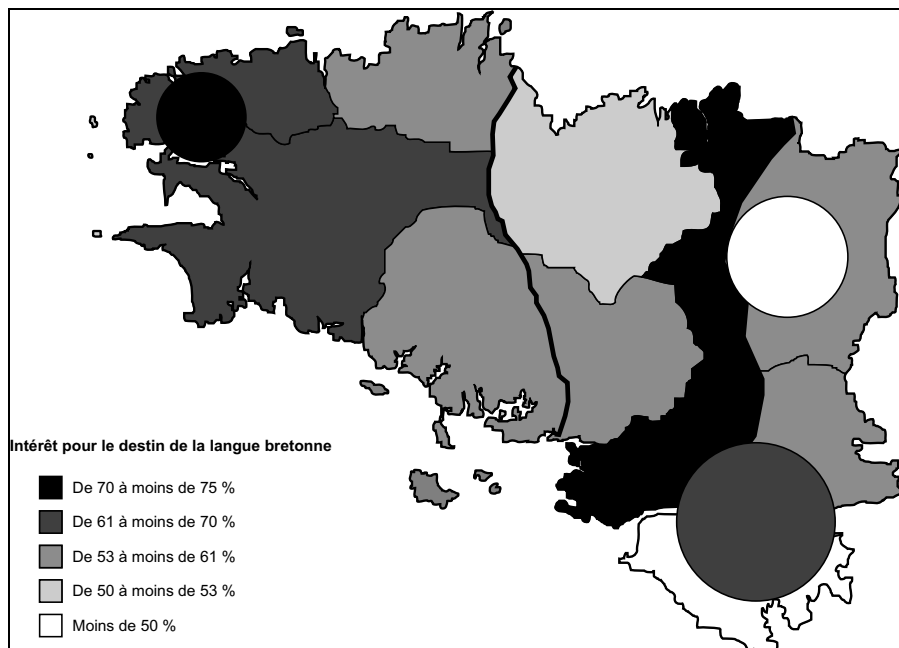 Intérêt pour le destin de la langue bretonne
De 70 à moins de 75 %
De 61 à moins de 70 %
De 53 à moins de 61 %
De 50 à moins de 53 %
Moins de 50 %